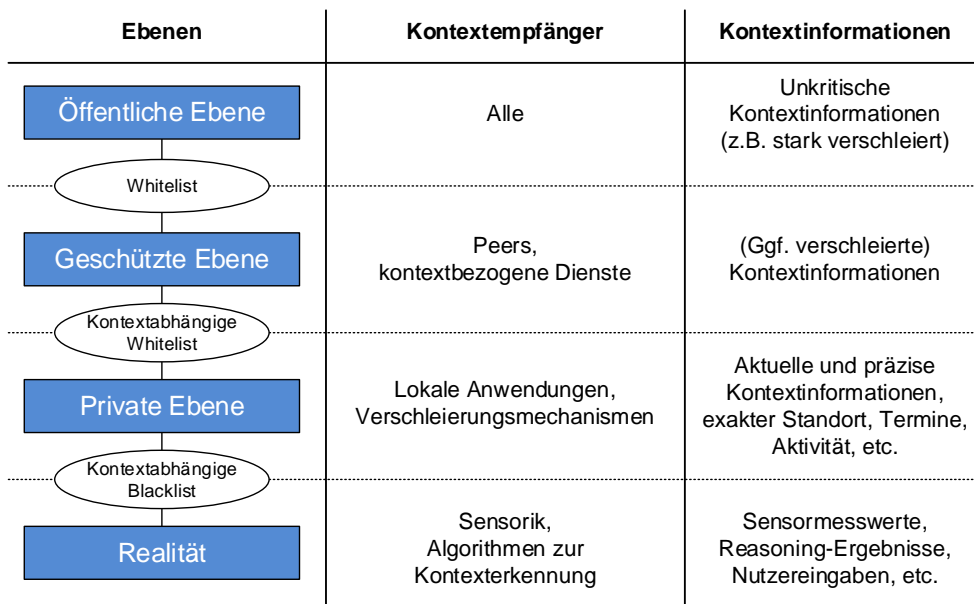 Ebenen
Kontextempfänger
Kontextinformationen
Öffentliche Ebene
Alle
Unkritische
Kontextinformationen
(z.B. stark verschleiert)
Whitelist
Geschützte Ebene
Peers,
kontextbezogene Dienste
(Ggf. verschleierte)
Kontextinformationen
Kontextabhängige
Whitelist
Private Ebene
Lokale Anwendungen,
Verschleierungsmechanismen
Aktuelle und präzise
Kontextinformationen,
exakter Standort, Termine,
Aktivität, etc.
Kontextabhängige
Blacklist
Realität
Sensorik,
Algorithmen zur
Kontexterkennung
Sensormesswerte,
Reasoning-Ergebnisse,
Nutzereingaben, etc.